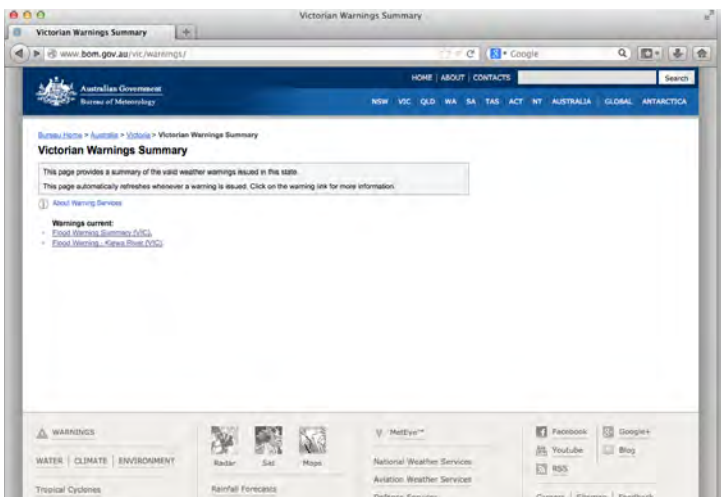 Victorian Warnings Summary
Victorian Warnings Summary
www.bom.gov.au/vic/warnings/
Google
HOME | ABOUT | CONTACTS
Search
Australian Government
Bureau of Meteorology
NSW VIC QLD WA SA TAS ACT NT AUSTRALIA GLOBAL ANTARCTICA
Bureau Home > Australia > Victoria > Victorian Warnings Summary
Victorian Warnings Summary
This page provides a summary of the valid weather warnings issued in this state.
This page automatically refreshes whenever a warning is issued. Click on the warning link for more information.
About Warning Services
Warnings current:
Flood Warning Summary (VIC)
Flood Warning - Kiewa River (VIC)
WARNINGS
MetEye™
Facebook
Google+
Youtube
Blog
WATER | CLIMATE | ENVIRONMENT
Radar
Sat
Maps
National Weather Services
RSS
Tropical Cyclones
Rainfall Forecasts
Aviation Weather Services
Defence Services
Careers | Sitemap | Feedback